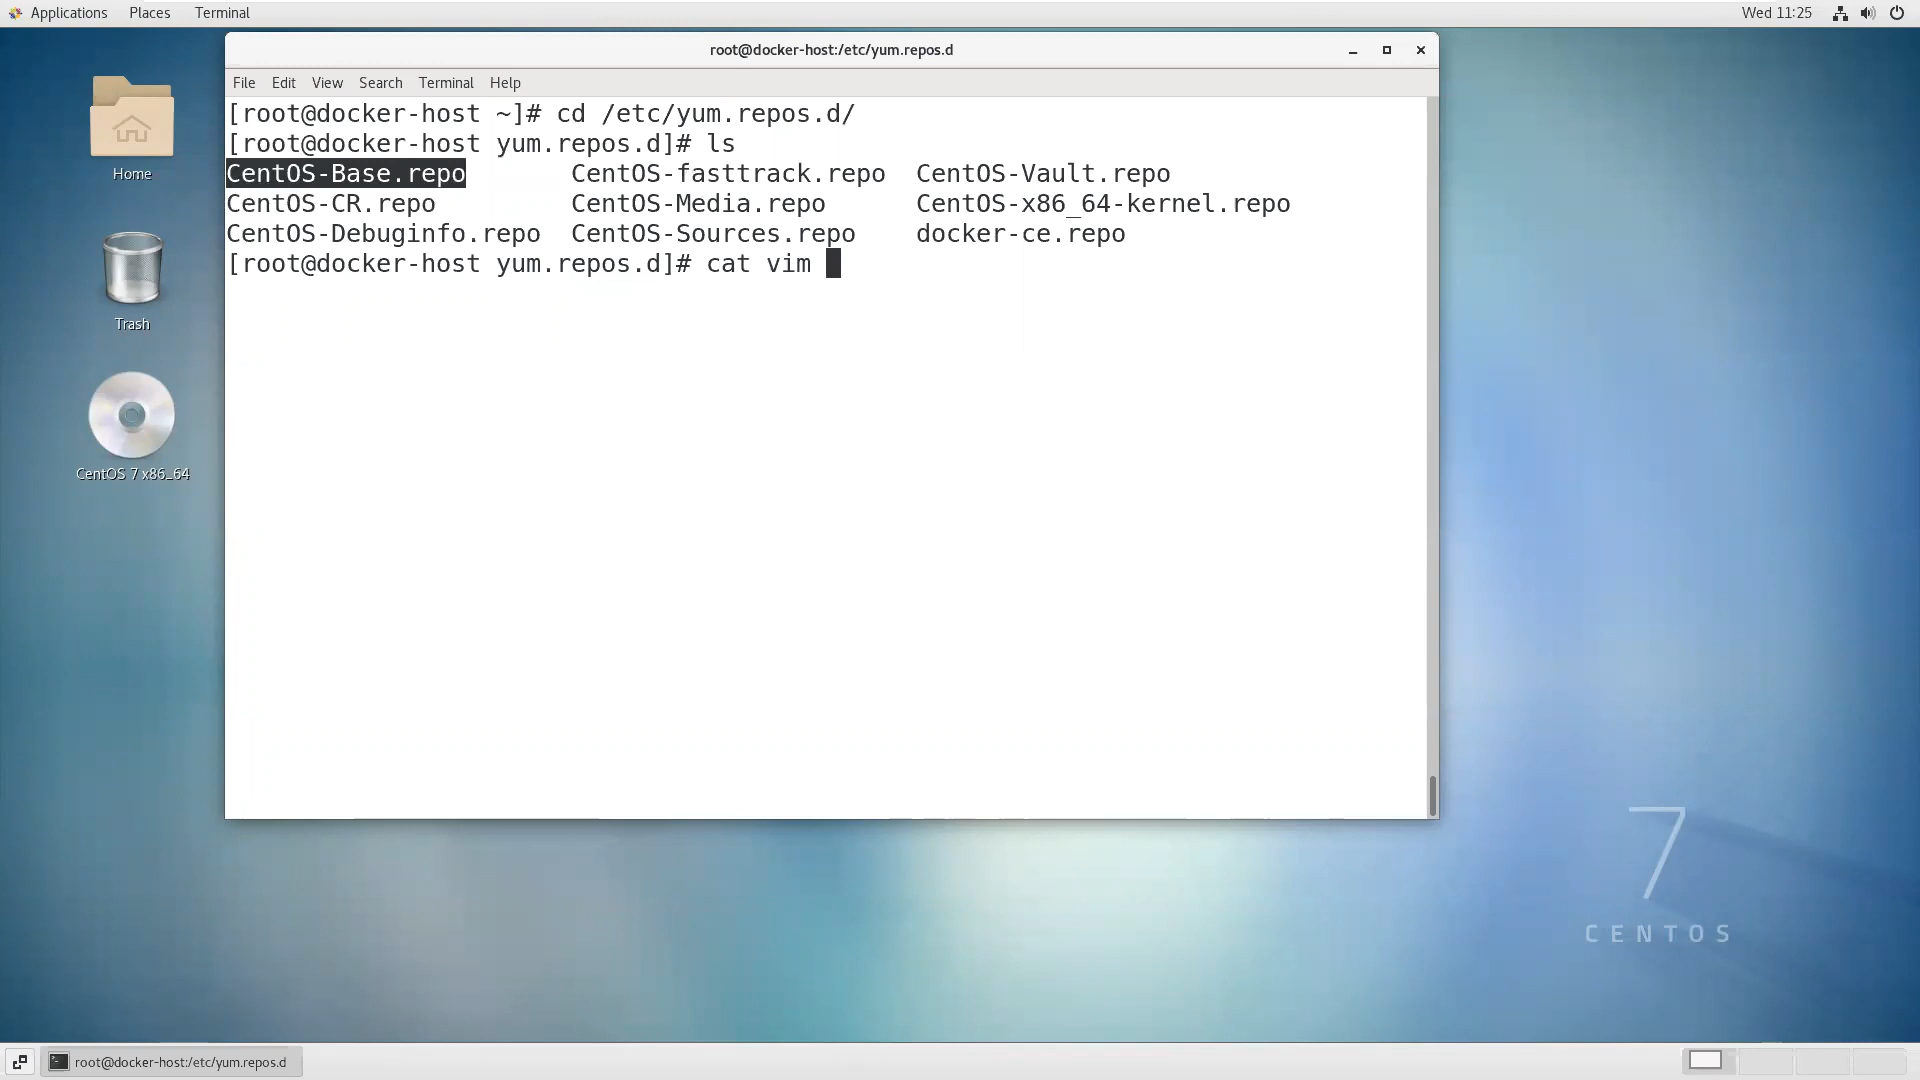 Applications Places Terminal Wed 11:25
root@docker-host:/etc/yum.repos.d
File Edit View Search Terminal Help
[root@docker-host ~]# cd /etc/yum.repos.d/
[root@docker-host yum.repos.d]# ls
CentOS-Base.repo CentOS-fasttrack.repo CentOS-Vault.repo
CentOS-CR.repo CentOS-Media.repo CentOS-x86_64-kernel.repo
CentOS-Debuginfo.repo CentOS-Sources.repo docker-ce.repo
[root@docker-host yum.repos.d]# cat vim
Home
Trash
CentOS 7 x86_64
7
CENTOS
root@docker-host:/etc/yum.repos.d